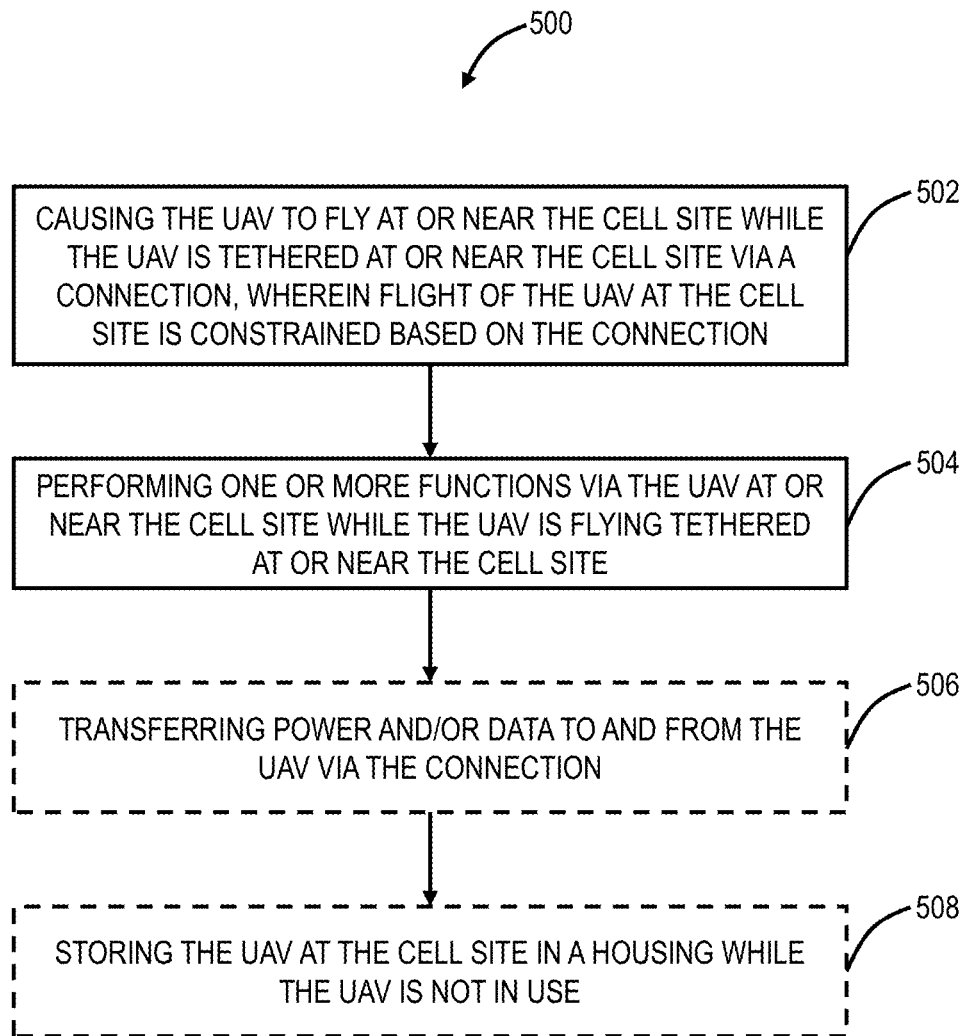 500
CAUSING THE UAV TO FLY AT OR NEAR THE CELL SITE WHILE
THE UAV IS TETHERED AT OR NEAR THE CELL SITE VIA A
CONNECTION, WHEREIN FLIGHT OF THE UAV AT THE CELL
SITE IS CONSTRAINED BASED ON THE CONNECTION
502
PERFORMING ONE OR MORE FUNCTIONS VIA THE UAV AT OR
NEAR THE CELL SITE WHILE THE UAV IS FLYING TETHERED
AT OR NEAR THE CELL SITE
504
TRANSFERRING POWER AND/OR DATA TO AND FROM THE
UAV VIA THE CONNECTION
506
STORING THE UAV AT THE CELL SITE IN A HOUSING WHILE
THE UAV IS NOT IN USE
508